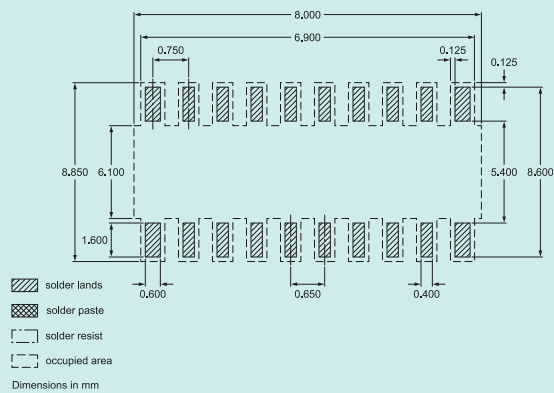 8.000
6.900
0.750
0.125
0.125
8.850
6.100
5.400
8.600
1.600
0.600
0.650
0.400
solder lands
solder paste
solder resist
occupied area
Dimensions in mm